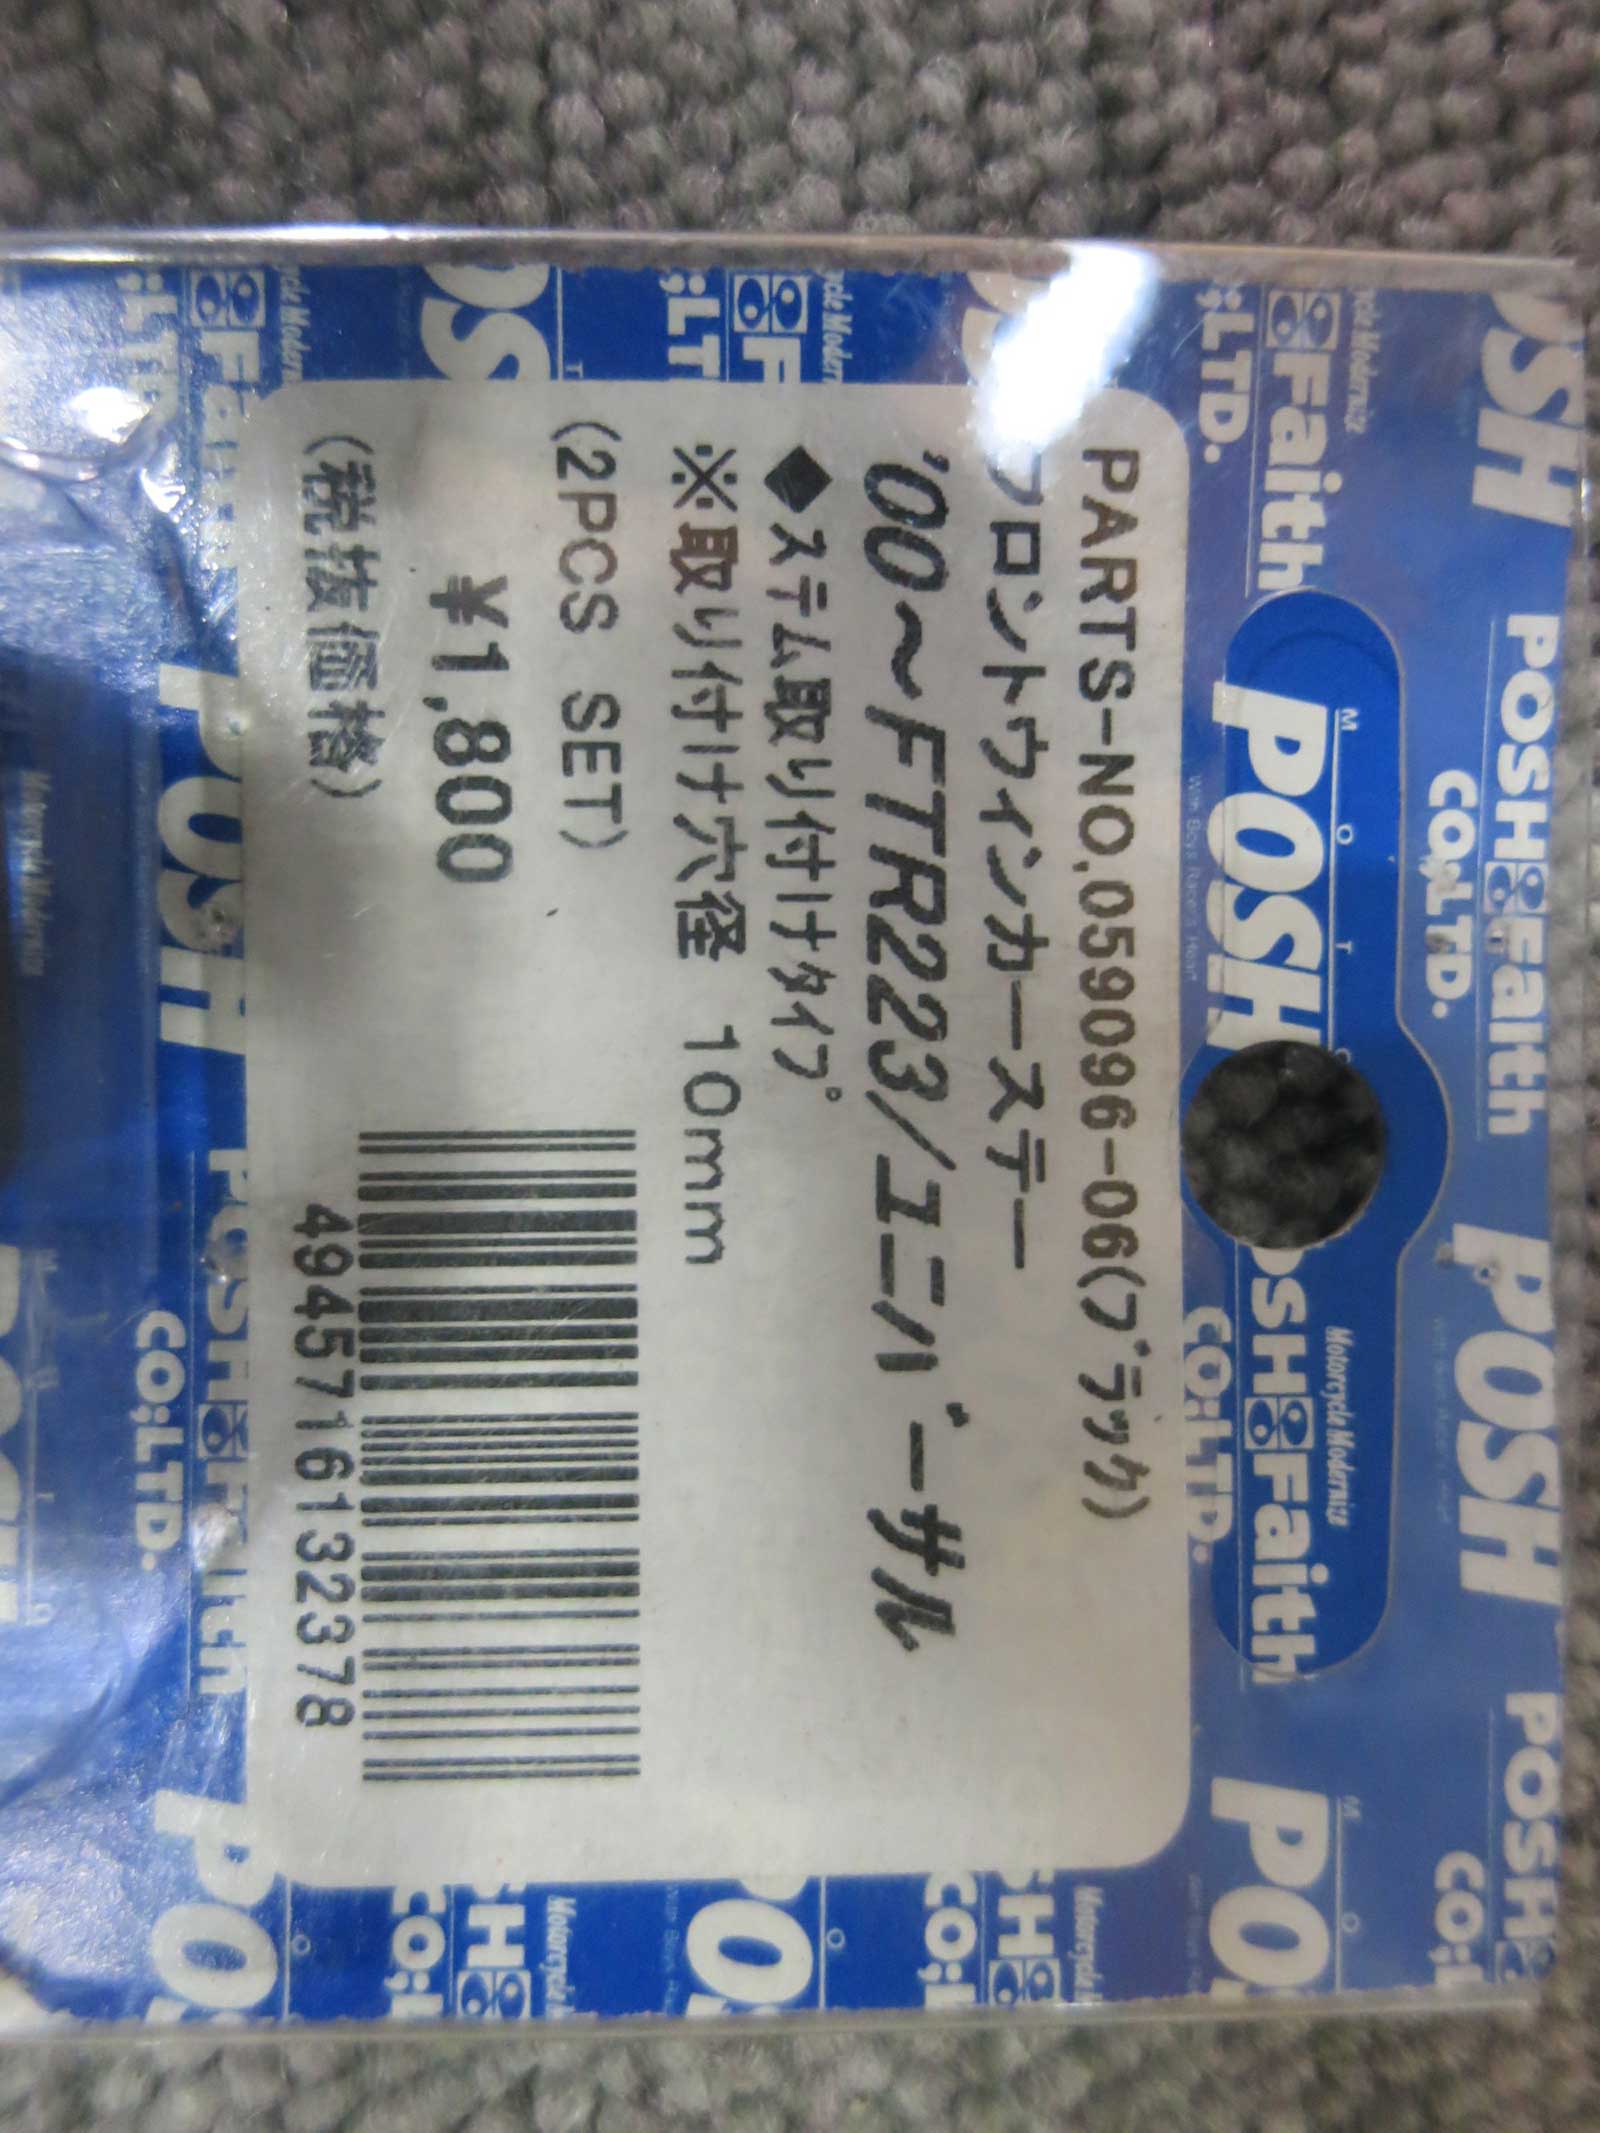 POSH
POSH Faith
CO;LTD.
Motorcycle Modernize
PARTS-NO.059096-06(ブラック)
フロントウィンカーステー
'00～FTR223/ユニバーサル
◆ステム取り付けタイプ
※取り付け穴径 10mm
(2PCS SET)
¥1,800
(税抜価格)
4945716132378